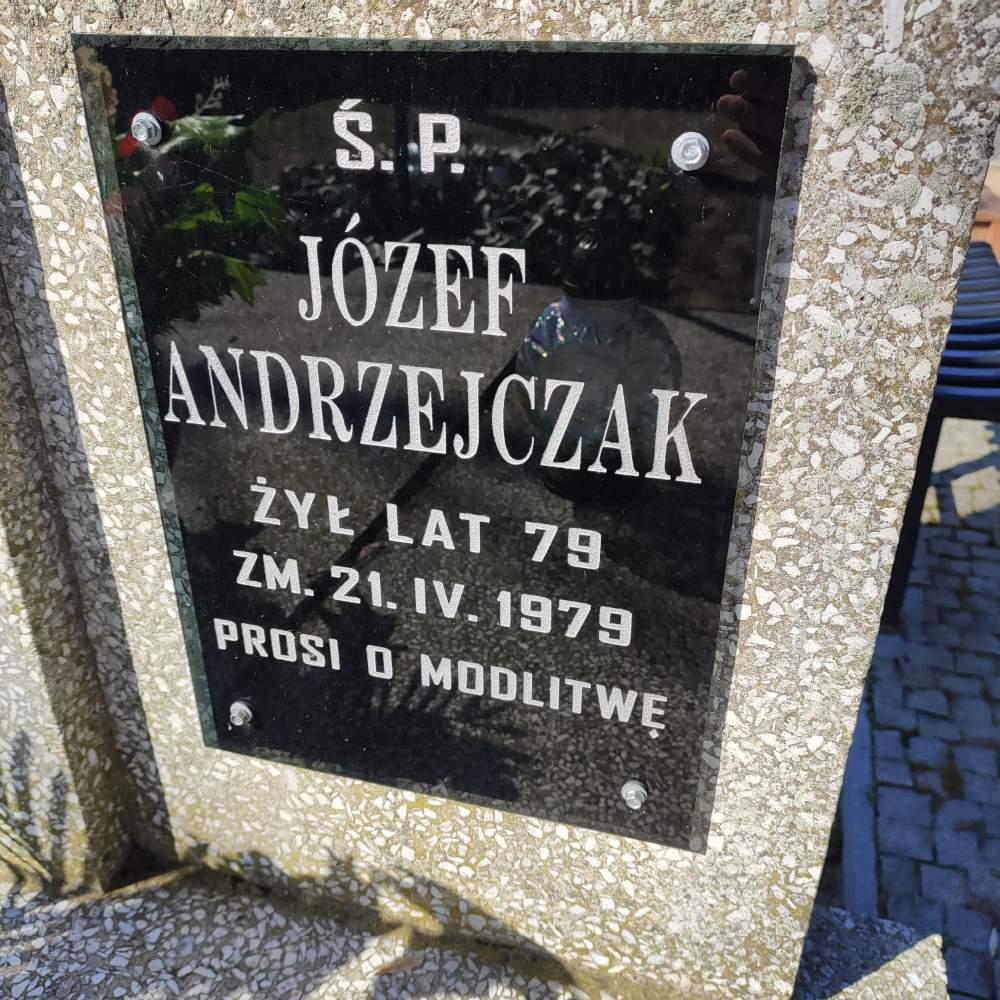 Ś. P.
JÓZEF
ANDRZEJCZAK
ŻYŁ LAT 79
ZM. 21. IV. 1979
PROSI O MODLITWĘ